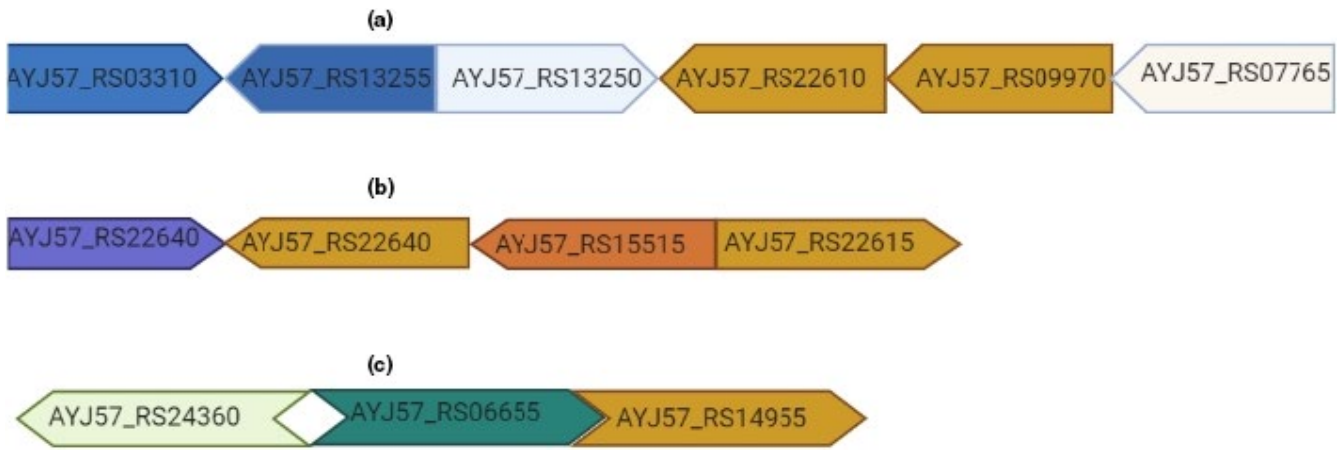 (a)
AYJ57_RS03310 AYJ57_RS13255 AYJ57_RS13250 AYJ57_RS22610 AYJ57_RS09970 AYJ57_RS07765
(b)
AYJ57_RS22640 AYJ57_RS22640 AYJ57_RS15515 AYJ57_RS22615
(c)
AYJ57_RS24360 AYJ57_RS06655 AYJ57_RS14955